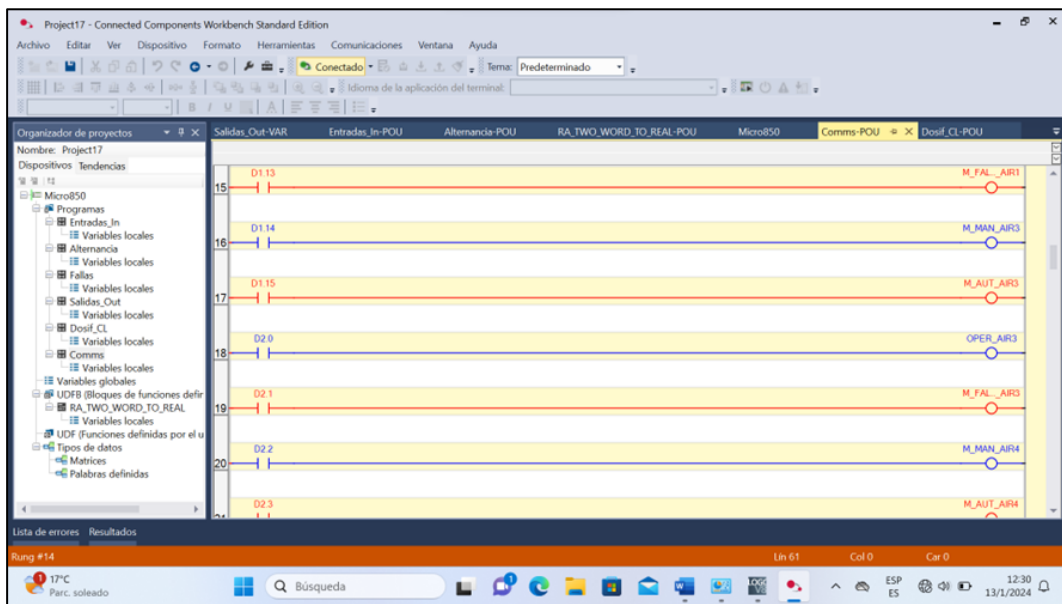 Project17 - Connected Components Workbench Standard Edition
Archivo Editar Ver Dispositivo Formato Herramientas Comunicaciones Ventana Ayuda
Conectado Tema: Predeterminado
Idioma de la aplicación del terminal:
B I U A
Organizador de proyectos Salidas_Out-VAR Entradas_In-POU Alternancia-POU RA_TWO_WORD_TO_REAL-POU Micro850 Comms-POU Dosif_CL-POU
Nombre: Project17
Dispositivos Tendencias
Micro850
Programas
Entradas_In
Variables locales
Alternancia
Variables locales
Fallas
Variables locales
Salidas_Out
Variables locales
Dosif_CL
Variables locales
Comms
Variables locales
Variables globales
UDFB (Bloques de funciones defir
RA_TWO_WORD_TO_REAL
Variables locales
UDF (Funciones definidas por el u
Tipos de datos
Matrices
Palabras definidas
D1.13 M_FAL..._AIR1
15
D1.14 M_MAN_AIR3
16
D1.15 M_AUT_AIR3
17
D2.0 OPER_AIR3
18
D2.1 M_FAL..._AIR3
19
D2.2 M_MAN_AIR4
20
D2.3 M_AUT_AIR4
Lista de errores Resultados
Rung #14 Lín 61 Col 0 Car 0
1 17°C
Parc. soleado
Búsqueda
ESP
ES
12:30
13/1/2024